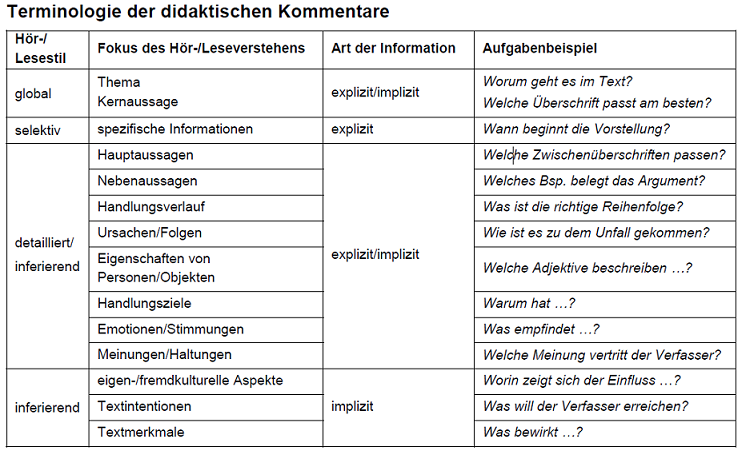 Terminologie der didaktischen Kommentare
Hör-/
Lesestil
Fokus des Hör-/Leseverstehens
Art der Information
Aufgabenbeispiel
global
Thema
Kernaussage
explizit/implizit
Worum geht es im Text?
Welche Überschrift passt am besten?
selektiv
spezifische Informationen
explizit
Wann beginnt die Vorstellung?
detailliert/
inferierend
Hauptaussagen
explizit/implizit
Welche Zwischenüberschriften passen?
Nebenaussagen
Welches Bsp. belegt das Argument?
Handlungsverlauf
Was ist die richtige Reihenfolge?
Ursachen/Folgen
Wie ist es zu dem Unfall gekommen?
Eigenschaften von
Personen/Objekten
Welche Adjektive beschreiben …?
Handlungsziele
Warum hat …?
Emotionen/Stimmungen
Was empfindet …?
Meinungen/Haltungen
Welche Meinung vertritt der Verfasser?
inferierend
eigen-/fremdkulturelle Aspekte
implizit
Worin zeigt sich der Einfluss …?
Textintentionen
Was will der Verfasser erreichen?
Textmerkmale
Was bewirkt …?